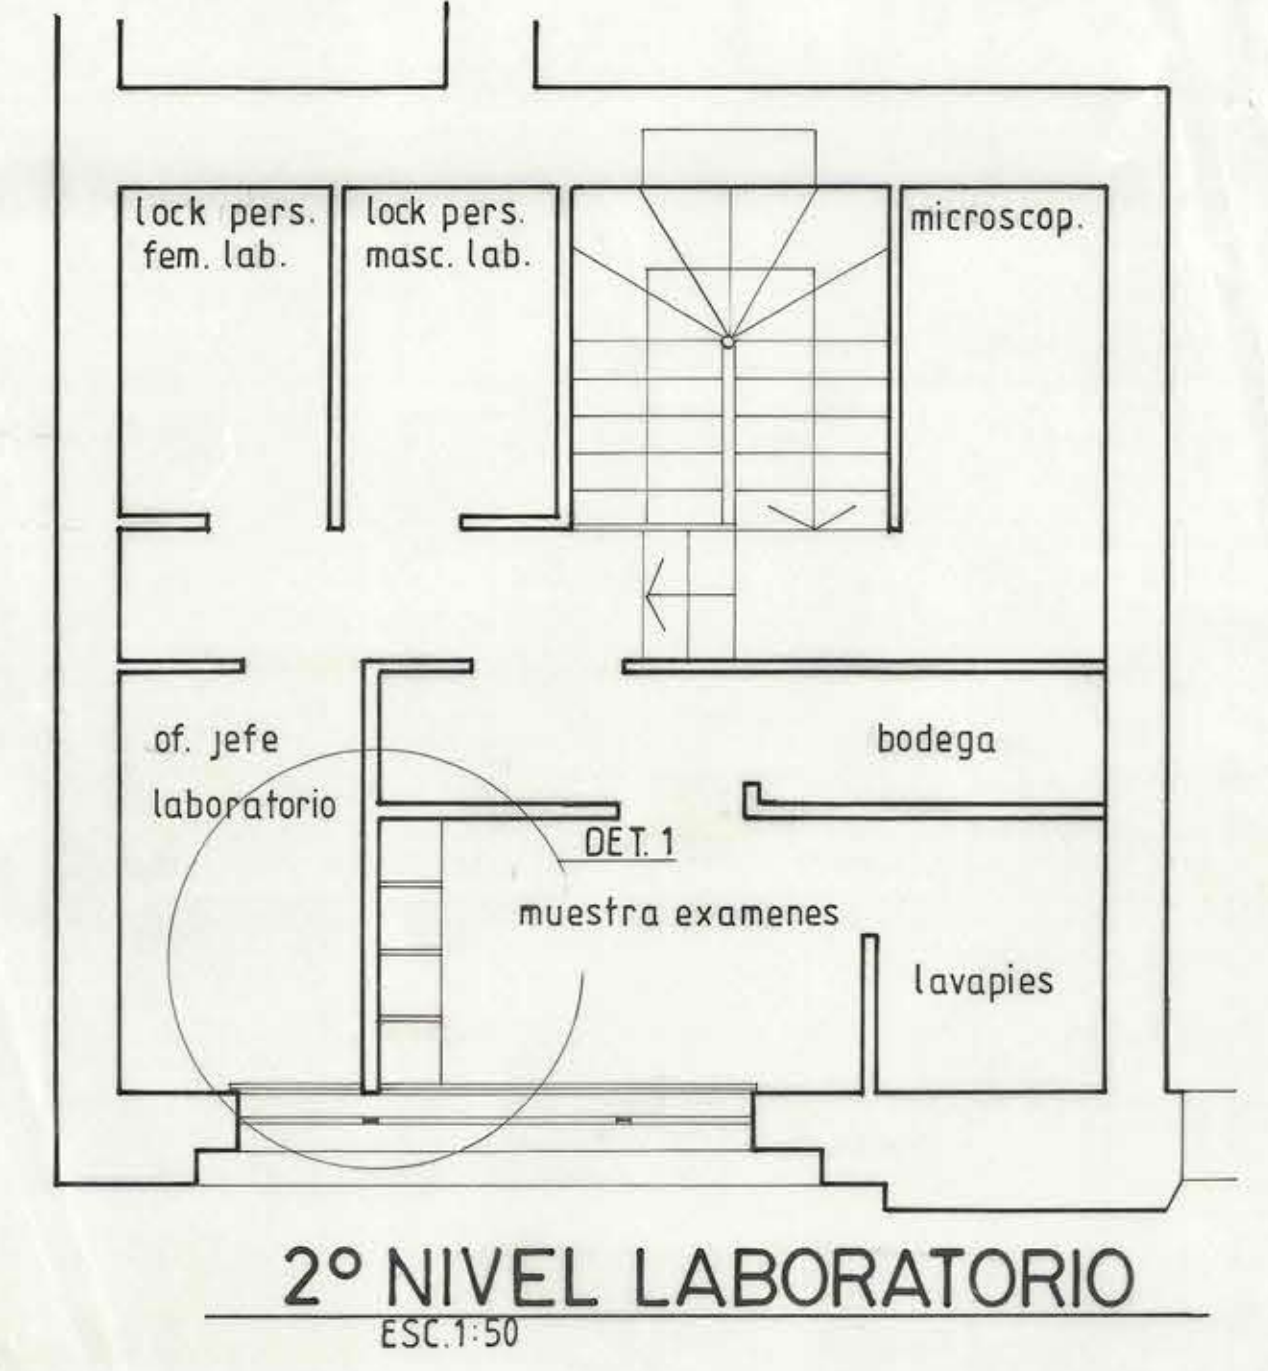 lock pers.
fem. lab.
lock pers.
masc. lab.
microscop.
of. jefe
laboratorio
bodega
DET. 1
muestra examenes
lavapies
2º NIVEL LABORATORIO
ESC. 1:50